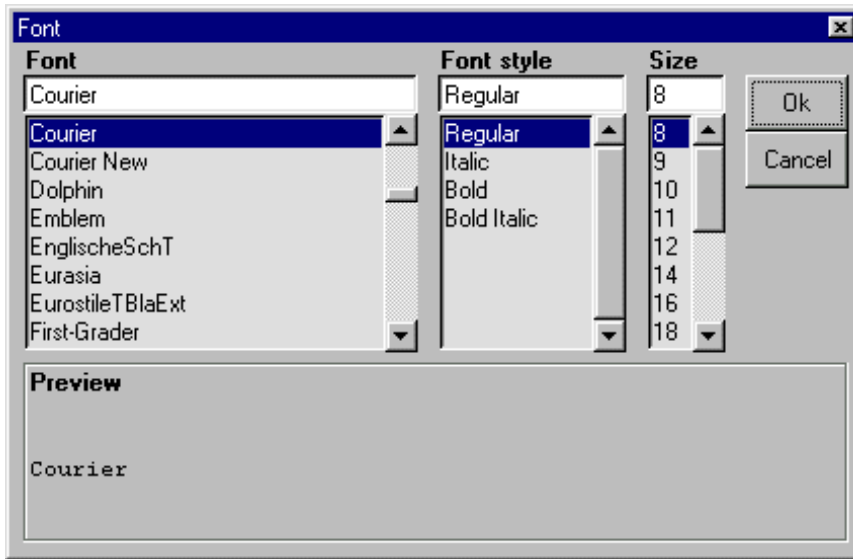 Font
Font
Courier
Courier
Courier New
Dolphin
Emblem
EnglischeSchT
Eurasia
EurostileTBlaExt
First-Grader
Font style
Regular
Regular
Italic
Bold
Bold Italic
Size
8
8
9
10
11
12
14
16
18
Ok
Cancel
Preview
Courier